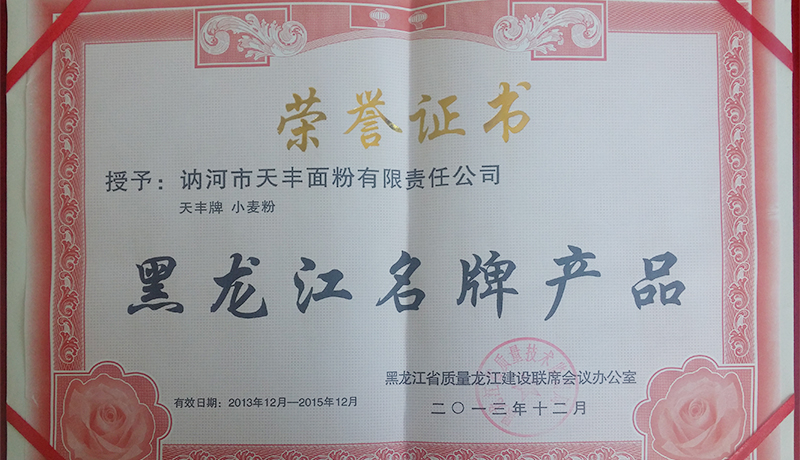 荣誉证书
授予：讷河市天丰面粉有限责任公司
天丰牌 小麦粉
黑龙江名牌产品
黑龙江省质量龙江建设联席会议办公室
有效日期：2013年12月—2015年12月
二〇一三年十二月
质量技术